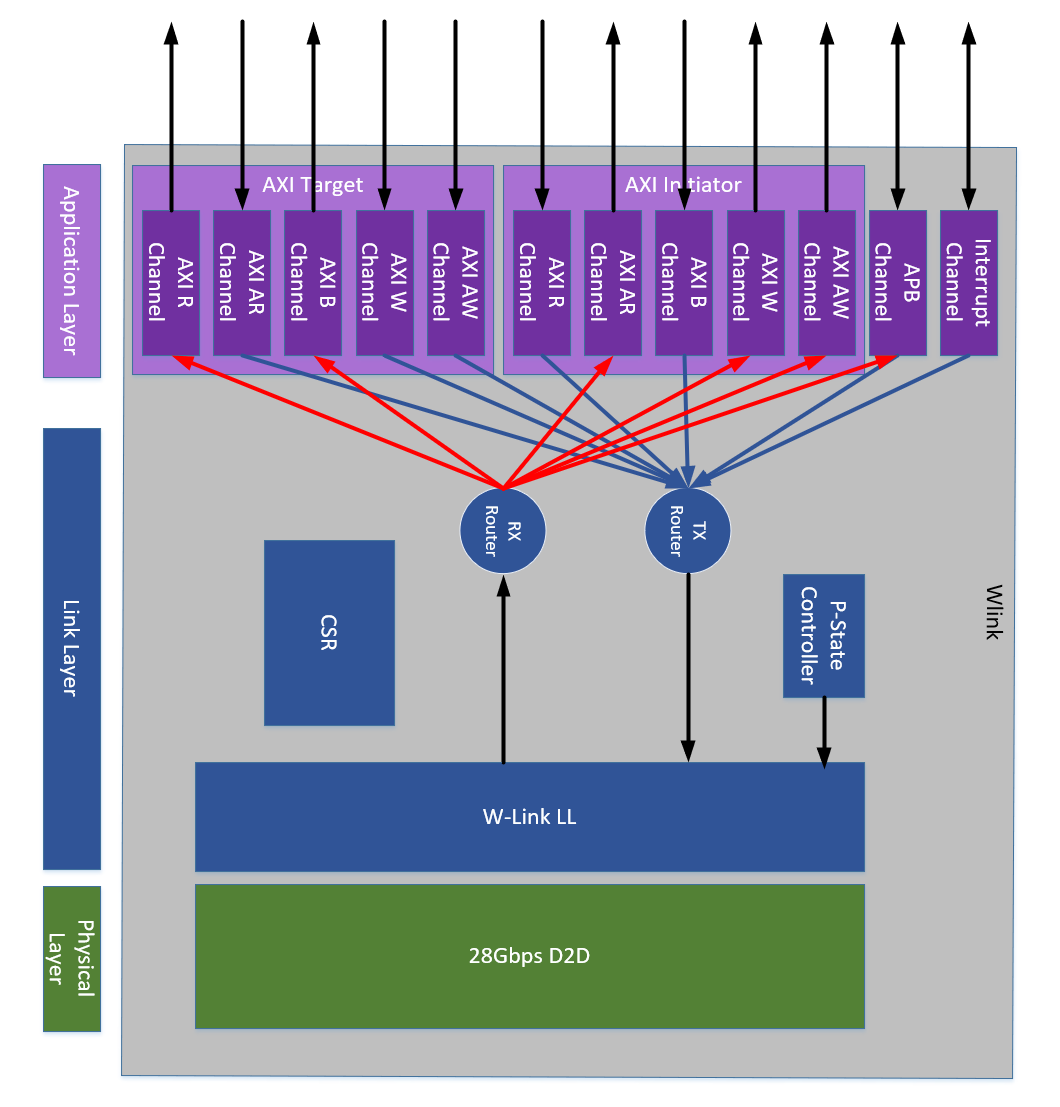 AXI Target
AXI Initiator
Application Layer
AXI R
Channel
AXI AR
Channel
AXI B
Channel
AXI W
Channel
AXI AW
Channel
AXI R
Channel
AXI AR
Channel
AXI B
Channel
AXI W
Channel
AXI AW
Channel
APB
Channel
Interrupt
Channel
Link Layer
RX
Router
TX
Router
CSR
P-State
Controller
Wlink
W-Link LL
Physical
Layer
28Gbps D2D